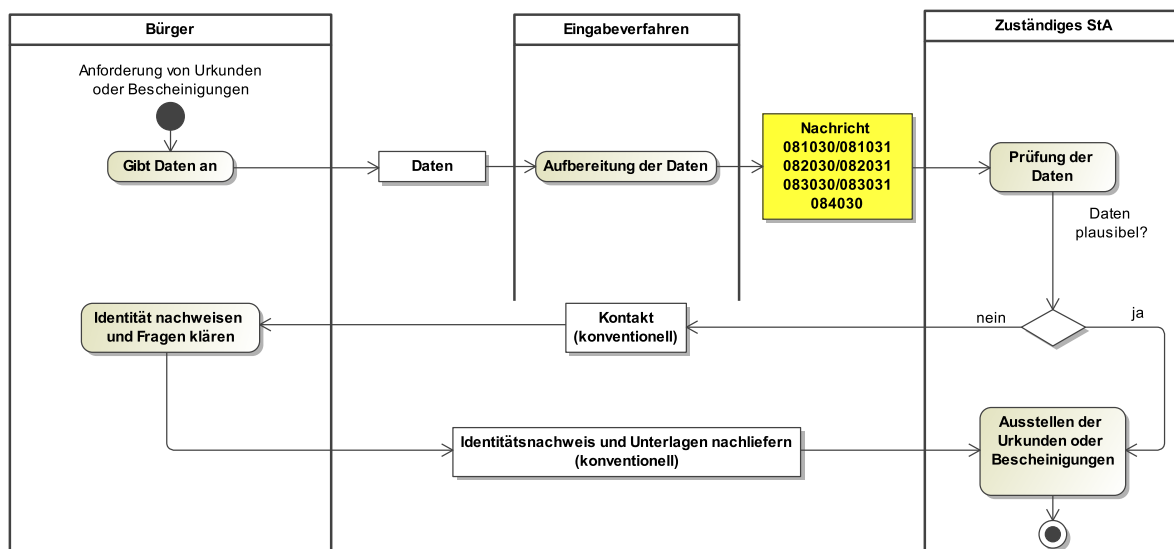 Bürger
Eingabeverfahren
Zuständiges StA
Anforderung von Urkunden
oder Bescheinigungen
Gibt Daten an
Daten
Aufbereitung der Daten
Nachricht
081030/081031
082030/082031
083030/083031
084030
Prüfung der
Daten
Daten
plausibel?
nein
ja
Kontakt
(konventionell)
Identität nachweisen
und Fragen klären
Identitätsnachweis und Unterlagen nachliefern
(konventionell)
Ausstellen der
Urkunden oder
Bescheinigungen